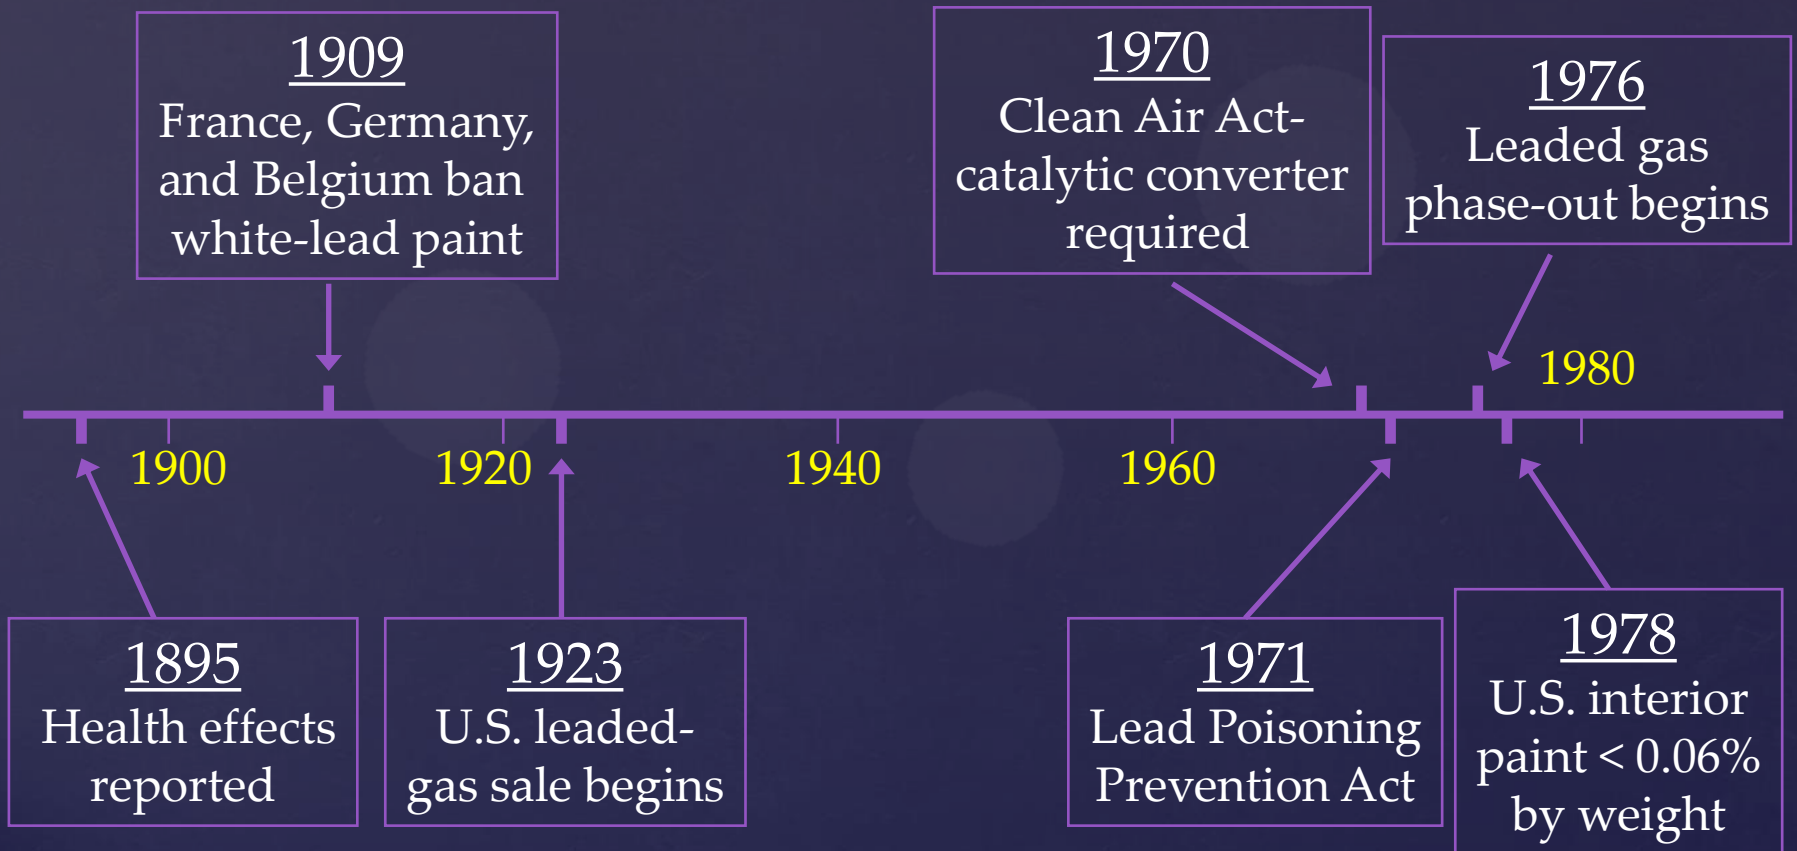 1909
France, Germany,
and Belgium ban
white-lead paint
1970
Clean Air Act-
catalytic converter
required
1976
Leaded gas
phase-out begins
1980
1900
1920
1940
1960
1895
Health effects
reported
1923
U.S. leaded-
gas sale begins
1971
Lead Poisoning
Prevention Act
1978
U.S. interior
paint < 0.06%
by weight